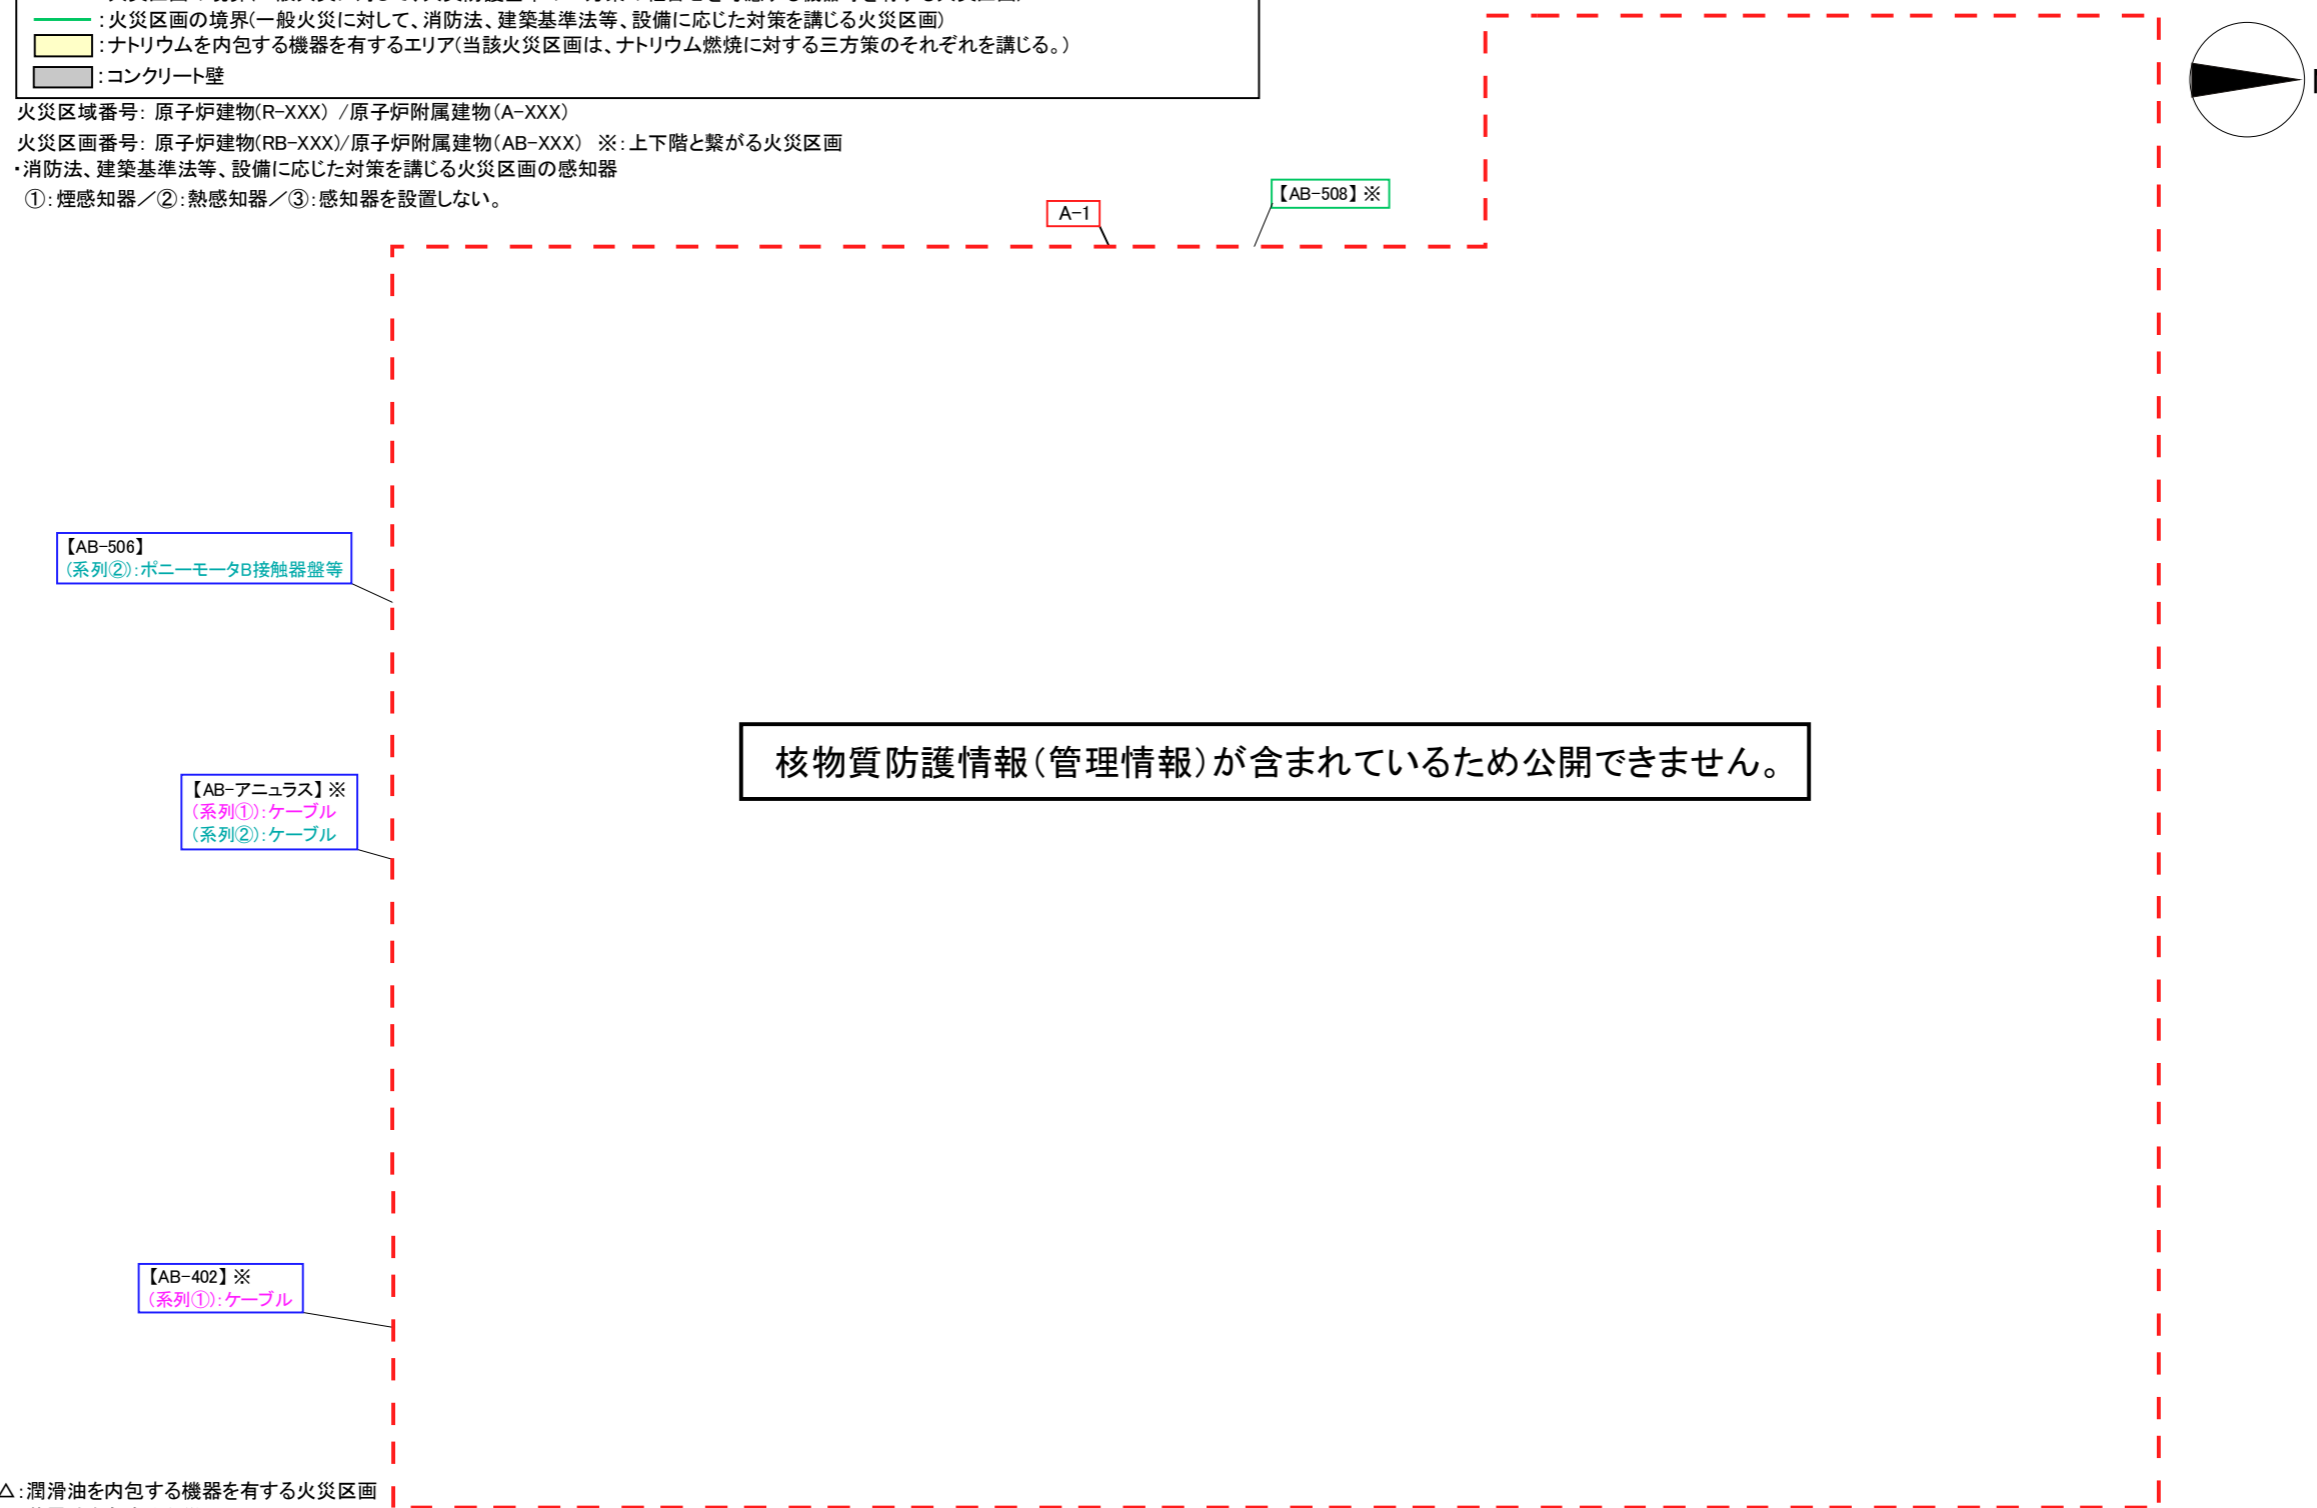 :火災区画の境界(一般火災に対して、消防法、建築基準法等、設備に応じた対策を講じる火災区画)
:ナトリウムを内包する機器を有するエリア(当該火災区画は、ナトリウム燃焼に対する三方策のそれぞれを講じる。)
:コンクリート壁
火災区域番号: 原子炉建物(R-XXX) /原子炉附属建物(A-XXX)
火災区画番号: 原子炉建物(RB-XXX)/原子炉附属建物(AB-XXX) ※:上下階と繋がる火災区画
・消防法、建築基準法等、設備に応じた対策を講じる火災区画の感知器
①:煙感知器/②:熱感知器/③:感知器を設置しない。
【AB-508】※
A-1
【AB-506】
(系列②):ポニーモータB接触器盤等
核物質防護情報(管理情報)が含まれているため公開できません。
【AB-アニュラス】※
(系列①):ケーブル
(系列②):ケーブル
【AB-402】※
(系列①):ケーブル
△:潤滑油を内包する機器を有する火災区画